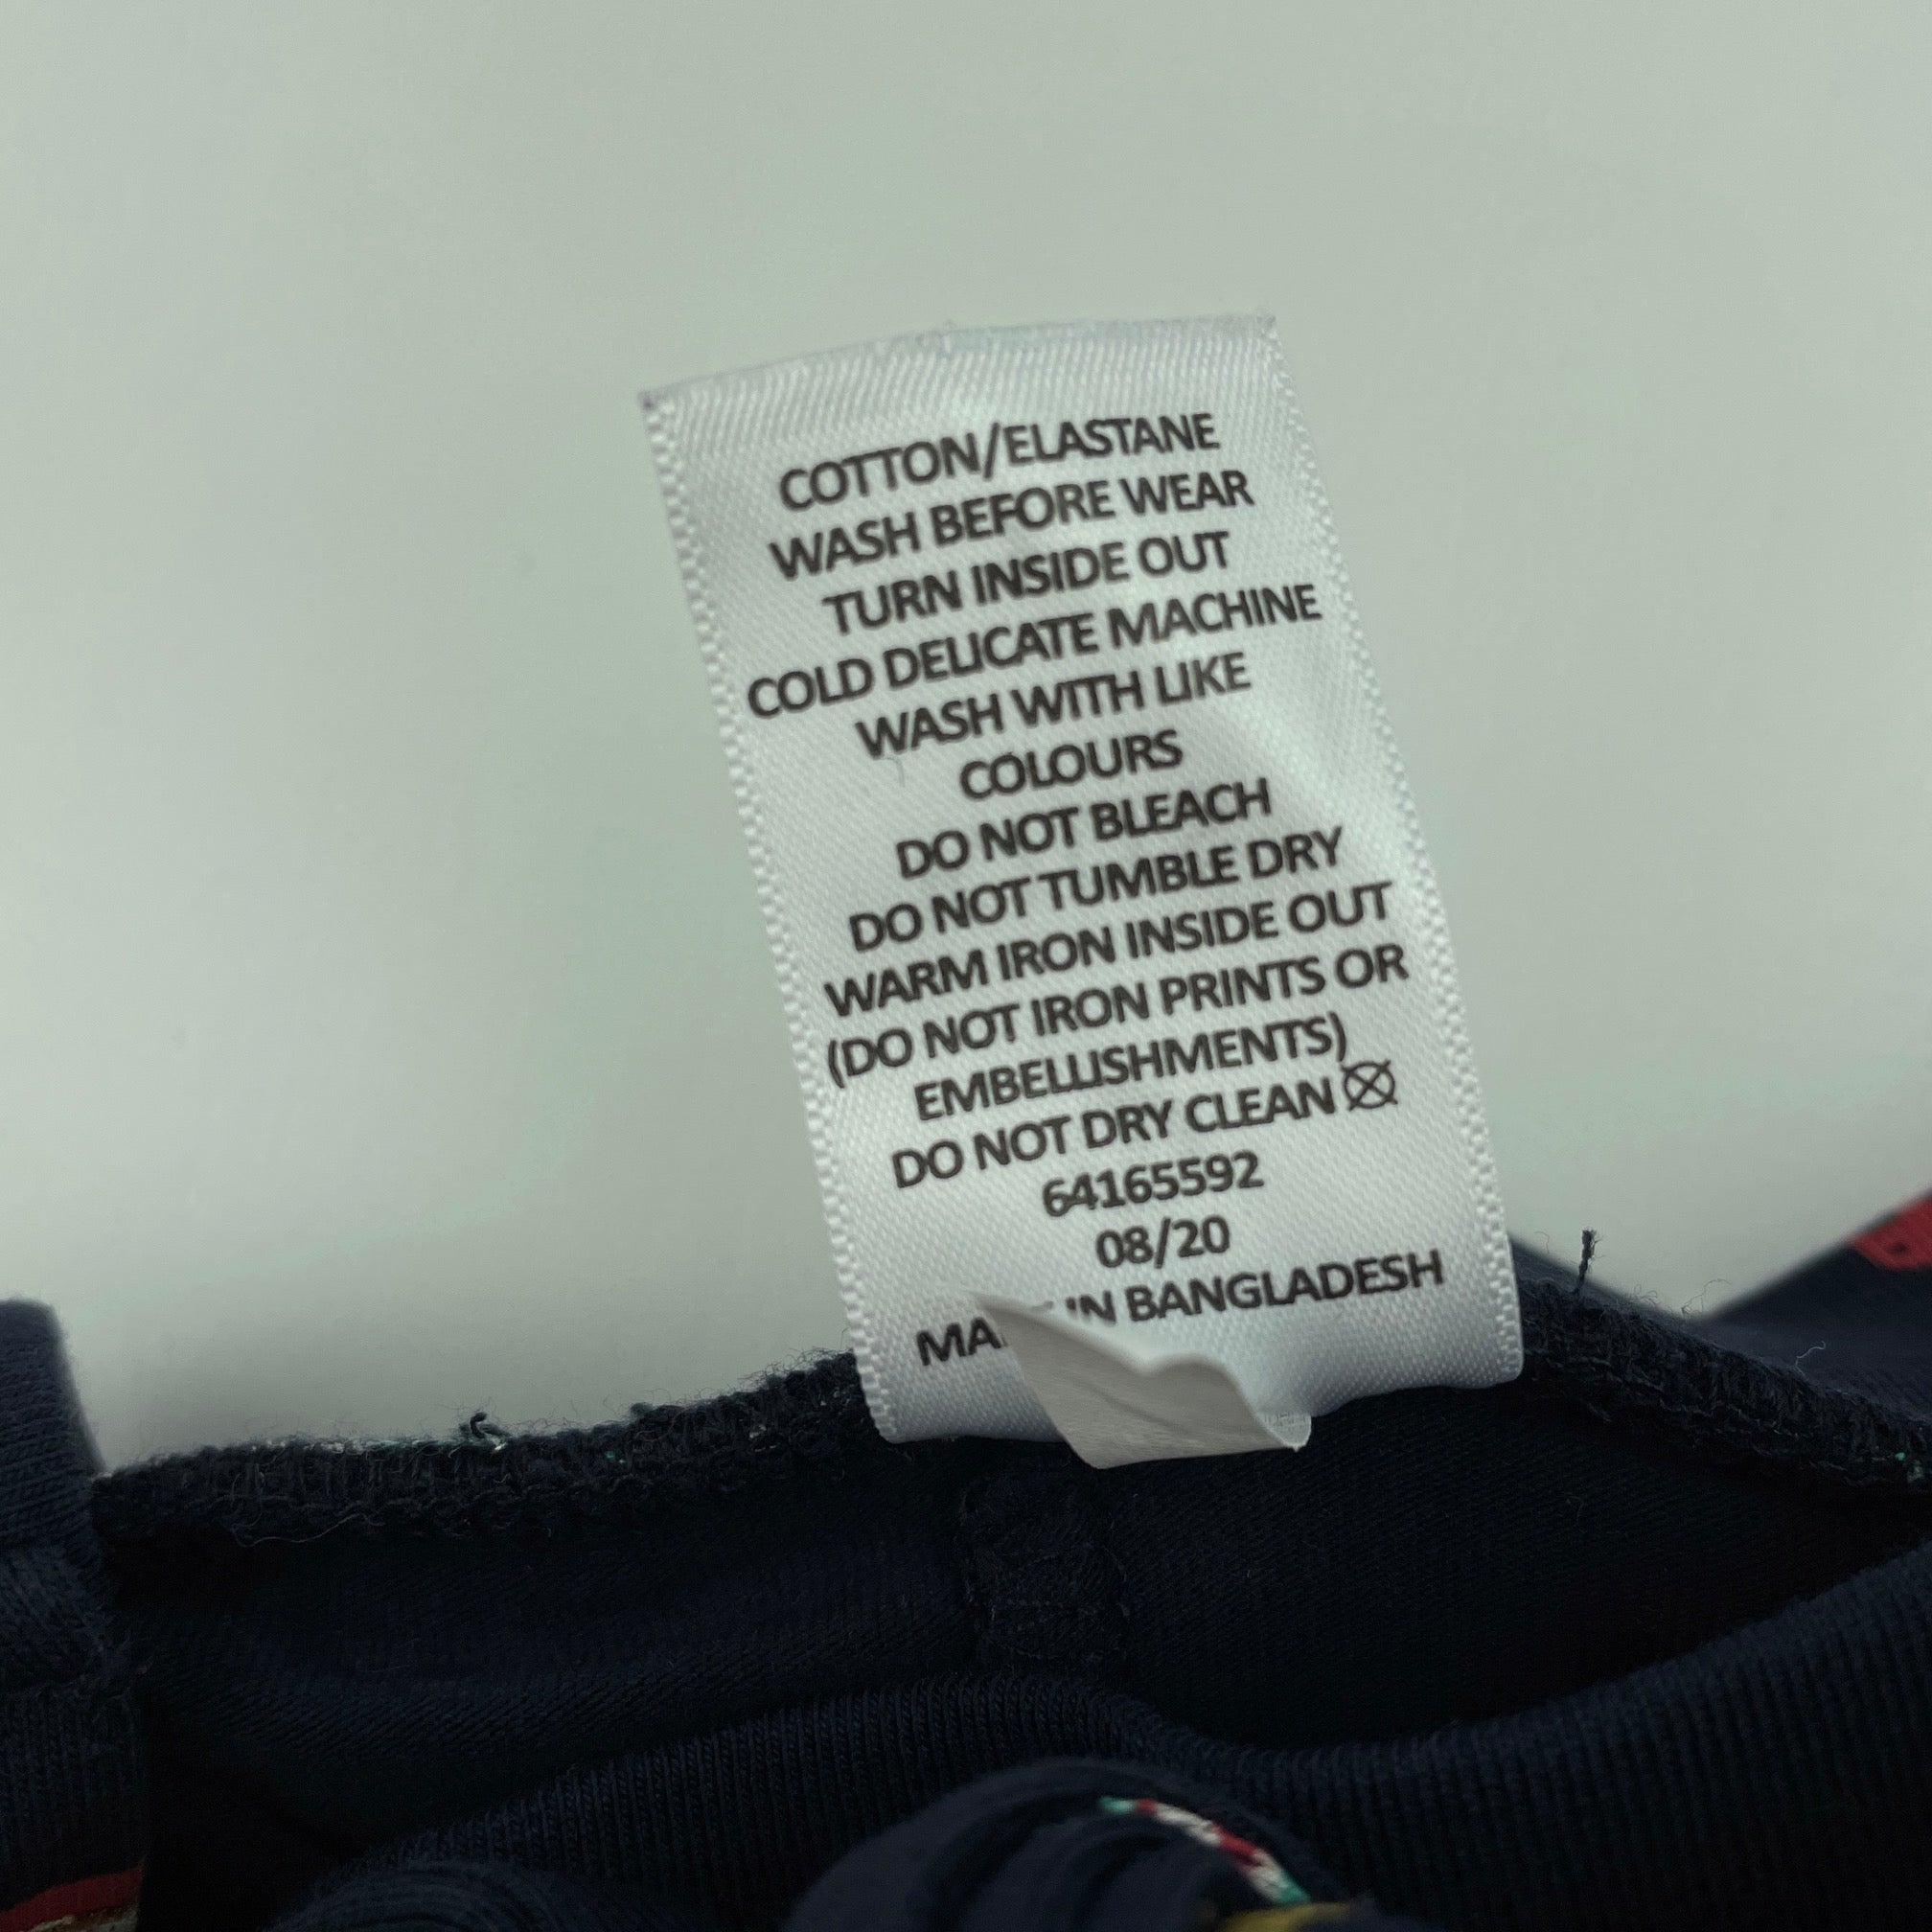 COTTON/ELASTANE
WASH BEFORE WEAR
TURN INSIDE OUT
COLD DELICATE MACHINE
WASH WITH LIKE
COLOURS
DO NOT BLEACH
DO NOT TUMBLE DRY
WARM IRON INSIDE OUT
(DO NOT IRON PRINTS OR
EMBELLISHMENTS)
DO NOT DRY CLEAN
64165592
08/20
IN BANGLADESH